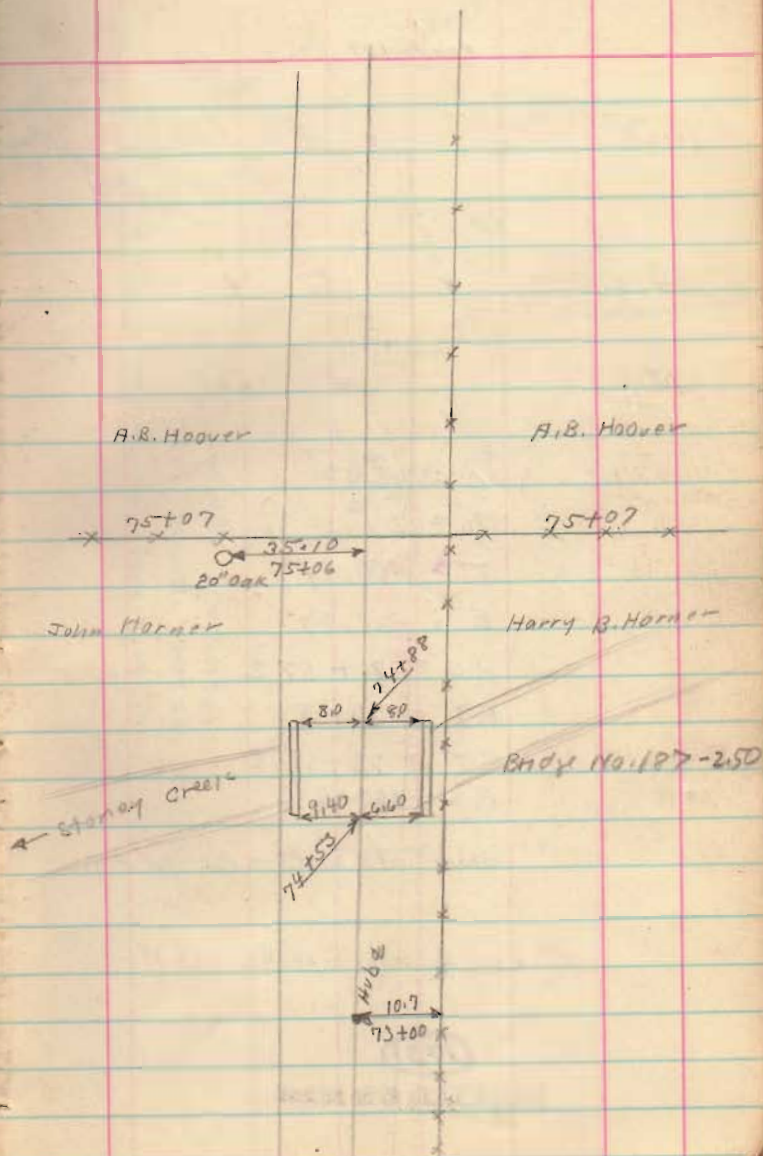 A.B. Hoover A.B. Hoover
75+07 75+07
35.10
20" Oak 75+06
John Horner Harry B. Horner
74+88
8.0 8.0
Bridge No. 187-2.50
Stoney Creek
9.40 6.60
74+53
Hub
10.7
73+00